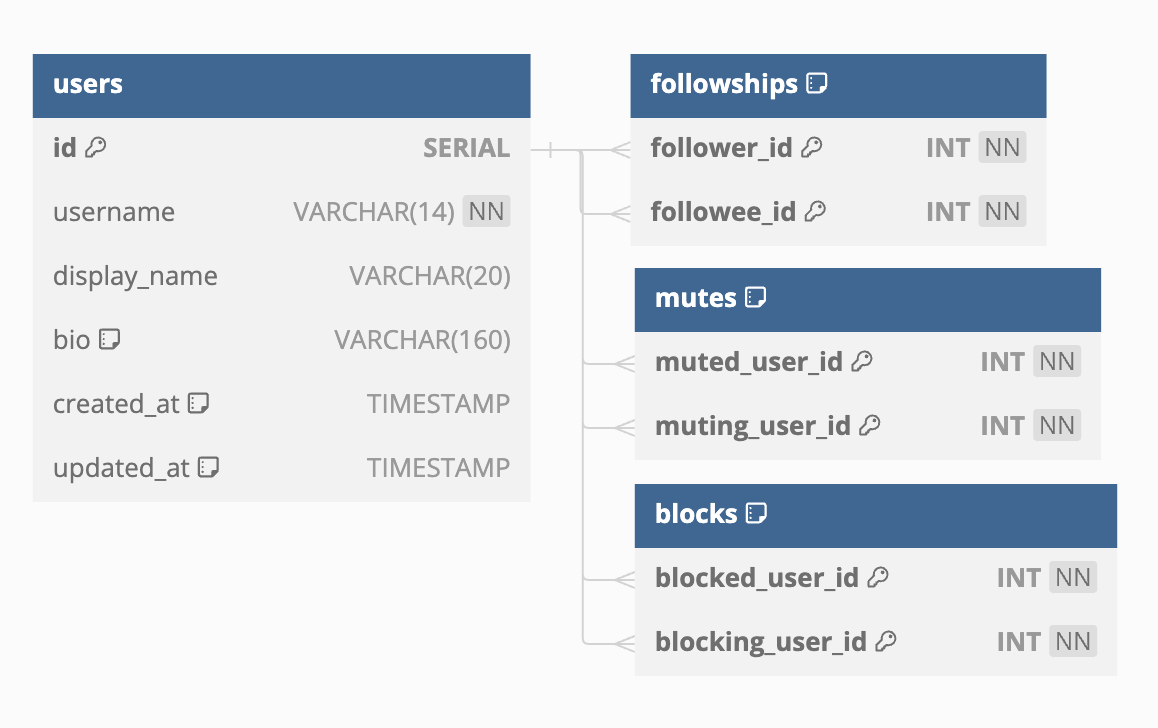 users
id SERIAL
username VARCHAR(14) NN
display_name VARCHAR(20)
bio VARCHAR(160)
created_at TIMESTAMP
updated_at TIMESTAMP
followships
follower_id INT NN
followee_id INT NN
mutes
muted_user_id INT NN
muting_user_id INT NN
blocks
blocked_user_id INT NN
blocking_user_id INT NN